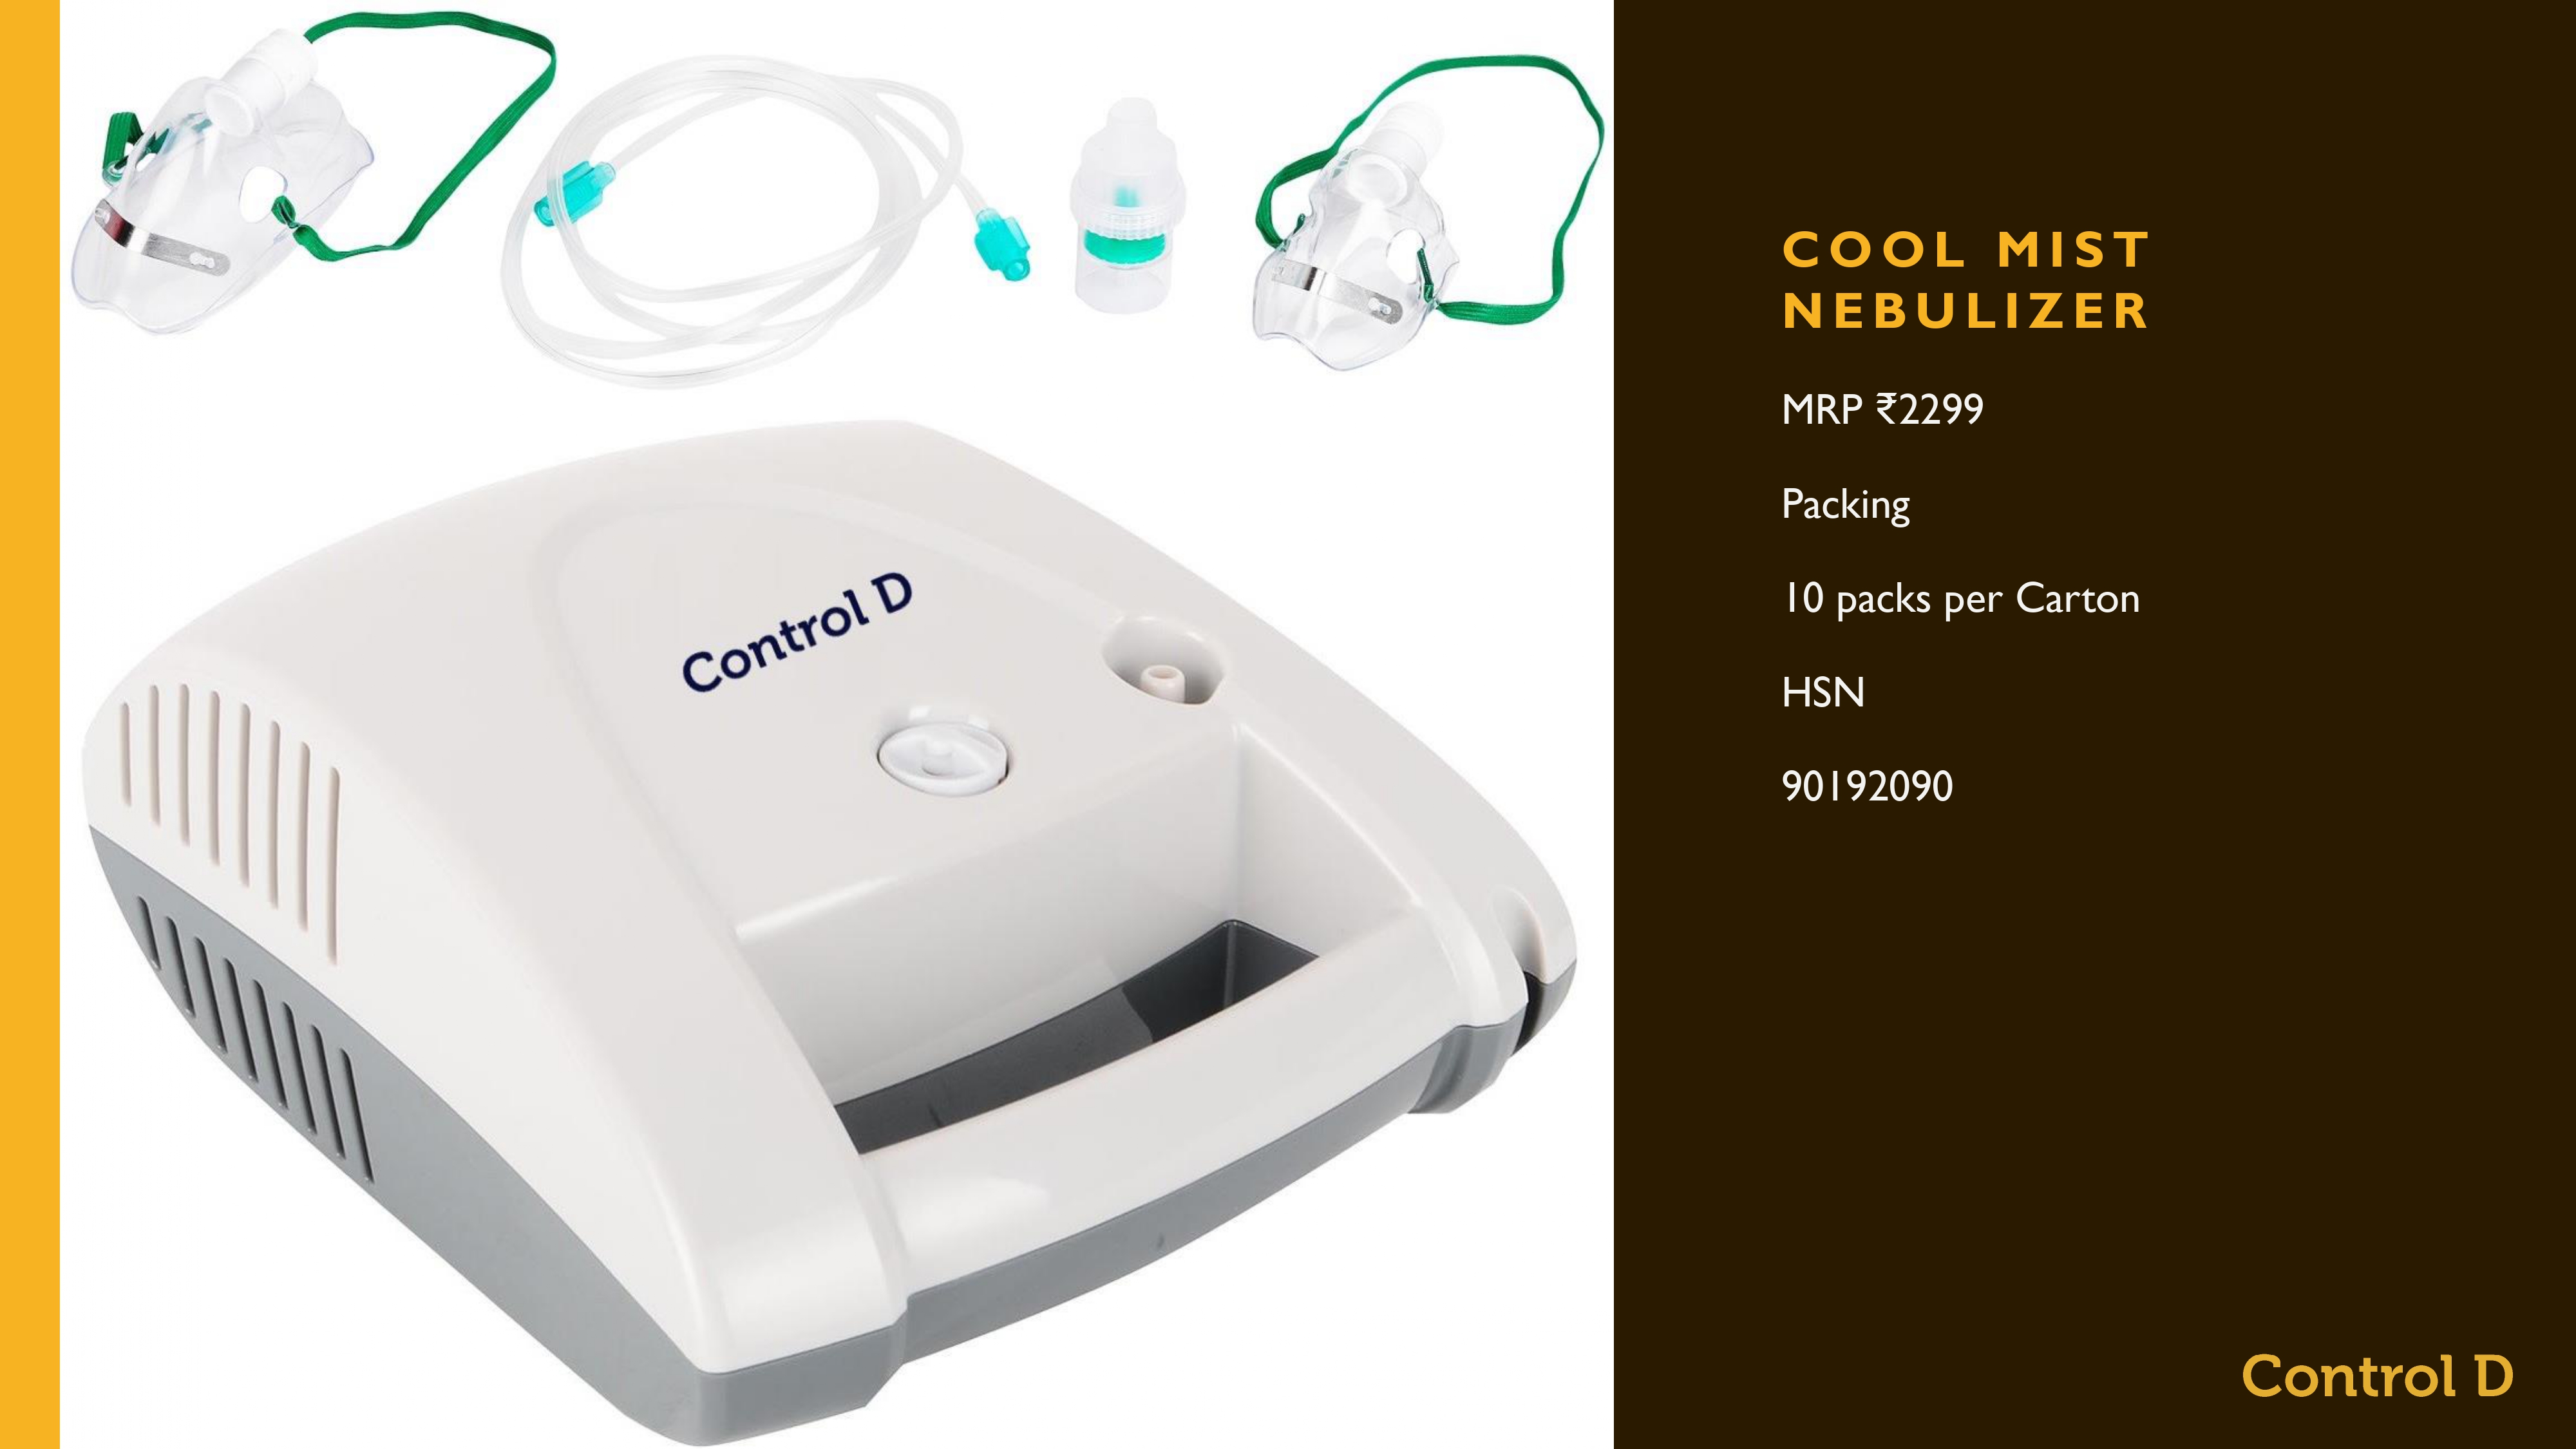 Control D
COOL MIST
NEBULIZER
MRP ₹2299
Packing
10 packs per Carton
HSN
90192090
Control D